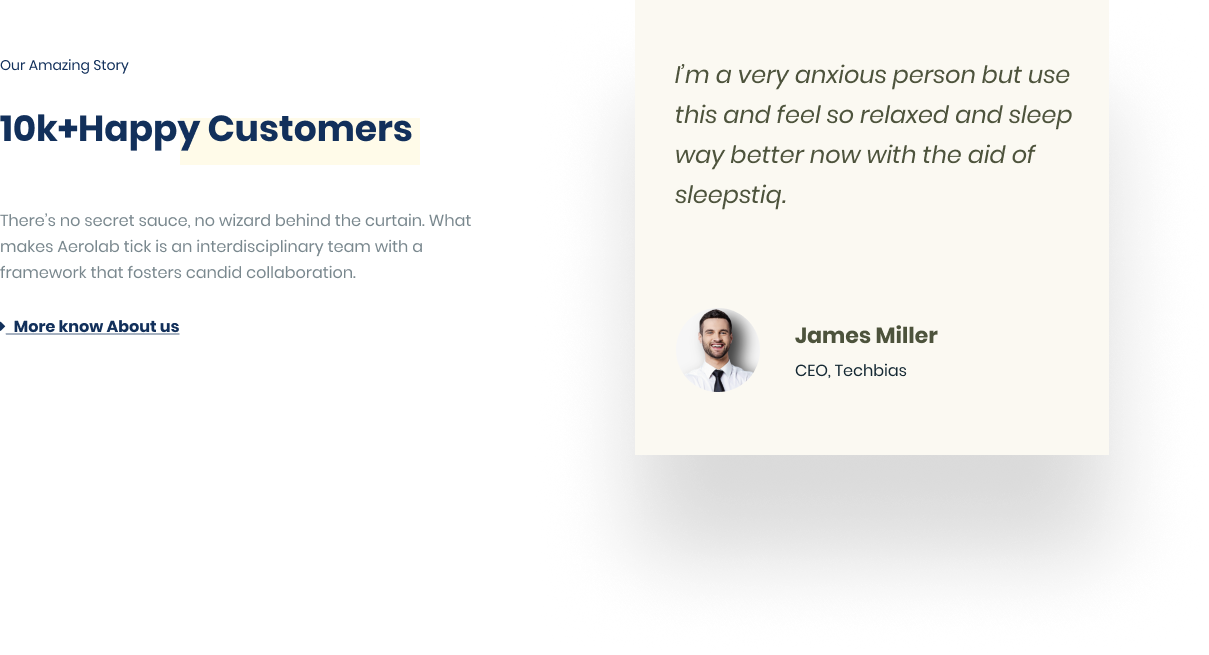 Our Amazing Story
10k+Happy Customers
There's no secret sauce, no wizard behind the curtain. What
makes Aerolab tick is an interdisciplinary team with a
framework that fosters candid collaboration.
More know About us
I'm a very anxious person but use
this and feel so relaxed and sleep
way better now with the aid of
sleepstiq.
James Miller
CEO, Techbias